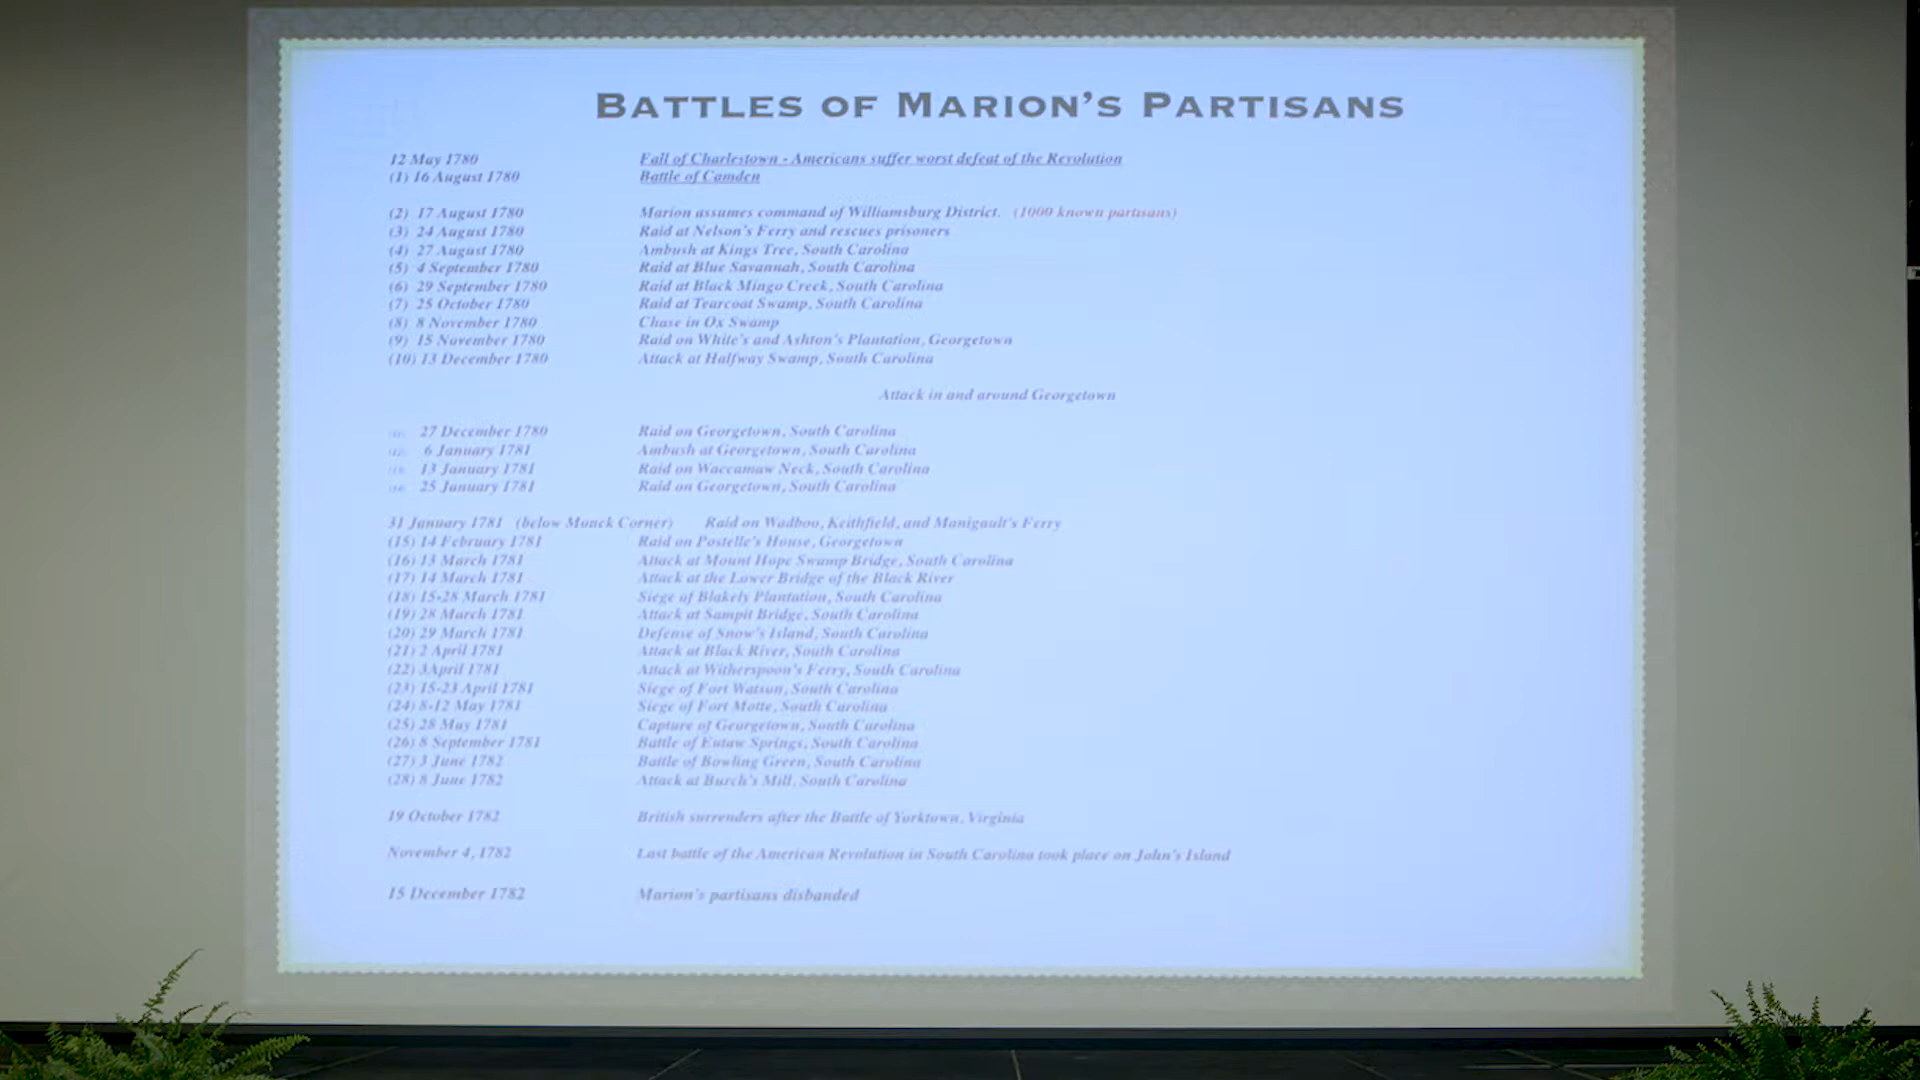 BATTLES OF MARION'S PARTISANS
12 May 1780 Fall of Charlestown - Americans suffer worst defeat of the Revolution
(1) 16 August 1780 Battle of Camden
(2) 17 August 1780 Marion assumes command of Williamsburg District. (1000 known partisans)
(3) 24 August 1780 Raid at Nelson's Ferry and rescues prisoners
(4) 27 August 1780 Ambush at Kings Tree, South Carolina
(5) 4 September 1780 Raid at Blue Savannah, South Carolina
(6) 29 September 1780 Raid at Black Mingo Creek, South Carolina
(7) 25 October 1780 Raid at Tearcoat Swamp, South Carolina
(8) 8 November 1780 Chase in Ox Swamp
(9) 15 November 1780 Raid on White's and Ashton's Plantation, Georgetown
(10) 13 December 1780 Attack at Halfway Swamp, South Carolina
Attack in and around Georgetown
(11) 27 December 1780 Raid on Georgetown, South Carolina
(12) 6 January 1781 Ambush at Georgetown, South Carolina
(13) 13 January 1781 Raid on Waccamaw Neck, South Carolina
(14) 25 January 1781 Raid on Georgetown, South Carolina
31 January 1781 (below Monck Corner) Raid on Wadboo, Keithfield, and Manigault's Ferry
(15) 14 February 1781 Raid on Postelle's House, Georgetown
(16) 13 March 1781 Attack at Mount Hope Swamp Bridge, South Carolina
(17) 14 March 1781 Attack at the Lower Bridge of the Black River
(18) 15-28 March 1781 Siege of Blakely Plantation, South Carolina
(19) 28 March 1781 Attack at Sampit Bridge, South Carolina
(20) 29 March 1781 Defense of Snow's Island, South Carolina
(21) 2 April 1781 Attack at Black River, South Carolina
(22) 3April 1781 Attack at Witherspoon's Ferry, South Carolina
(23) 15-23 April 1781 Siege of Fort Watson, South Carolina
(24) 8-12 May 1781 Siege of Fort Motte, South Carolina
(25) 28 May 1781 Capture of Georgetown, South Carolina
(26) 8 September 1781 Battle of Eutaw Springs, South Carolina
(27) 3 June 1782 Battle of Bowling Green, South Carolina
(28) 8 June 1782 Attack at Burch's Mill, South Carolina
19 October 1782 British surrenders after the Battle of Yorktown, Virginia
November 4, 1782 Last battle of the American Revolution in South Carolina took place on John's Island
15 December 1782 Marion's partisans disbanded